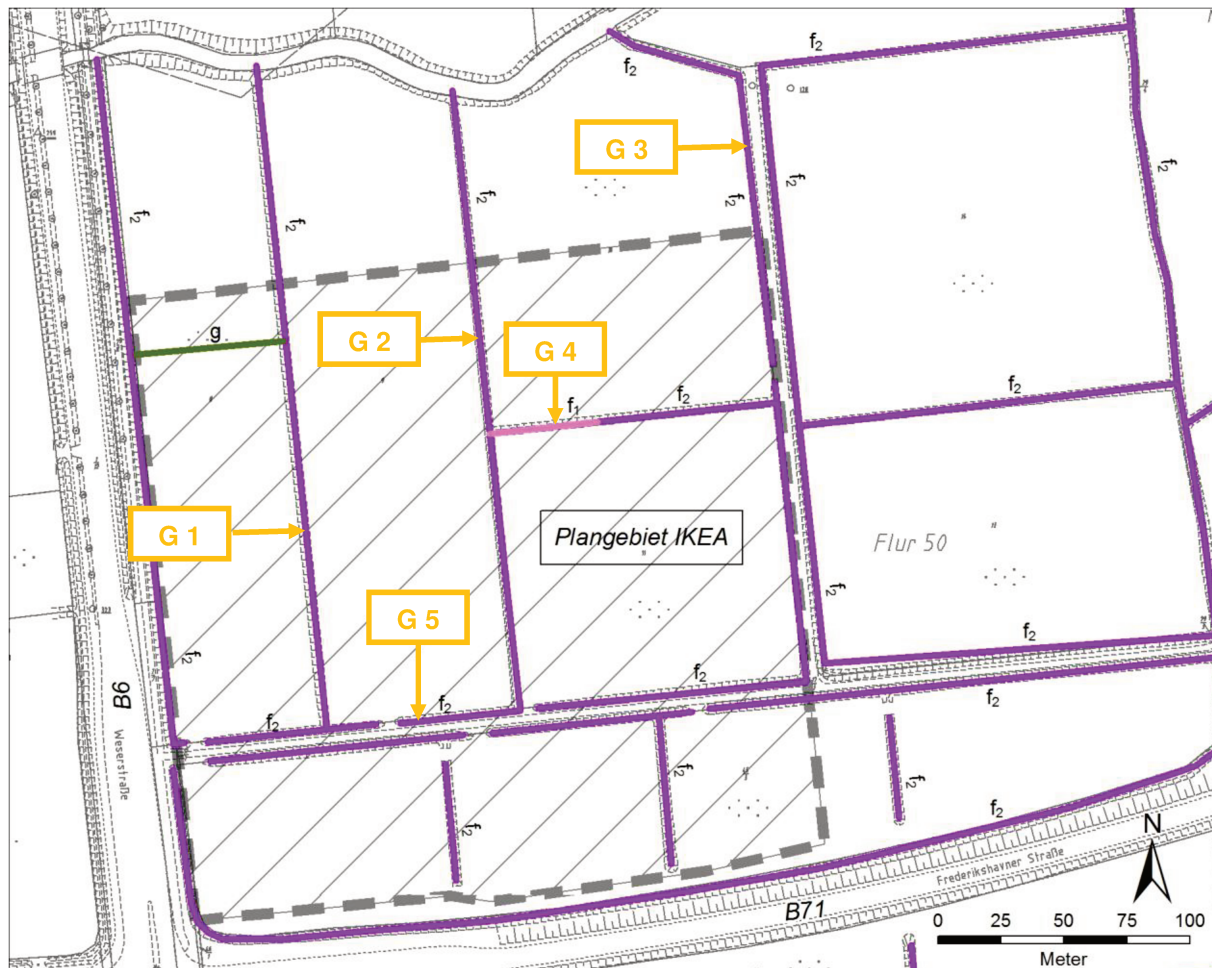 f₂
f₂
G 3
f₂
f₂
f₂
f₂
f₂
f₂
g
G 2
G 4
f₁
f₂
f₂
G 1
Plangebiet IKEA
Flur 50
G 5
f₂
f₂
f₂
B6
Weserstraße
f₂
f₂
f₂
f₂
f₂
f₂
f₂
f₂
N
Frederikshavner Straße
B71
0 25 50 75 100
Meter